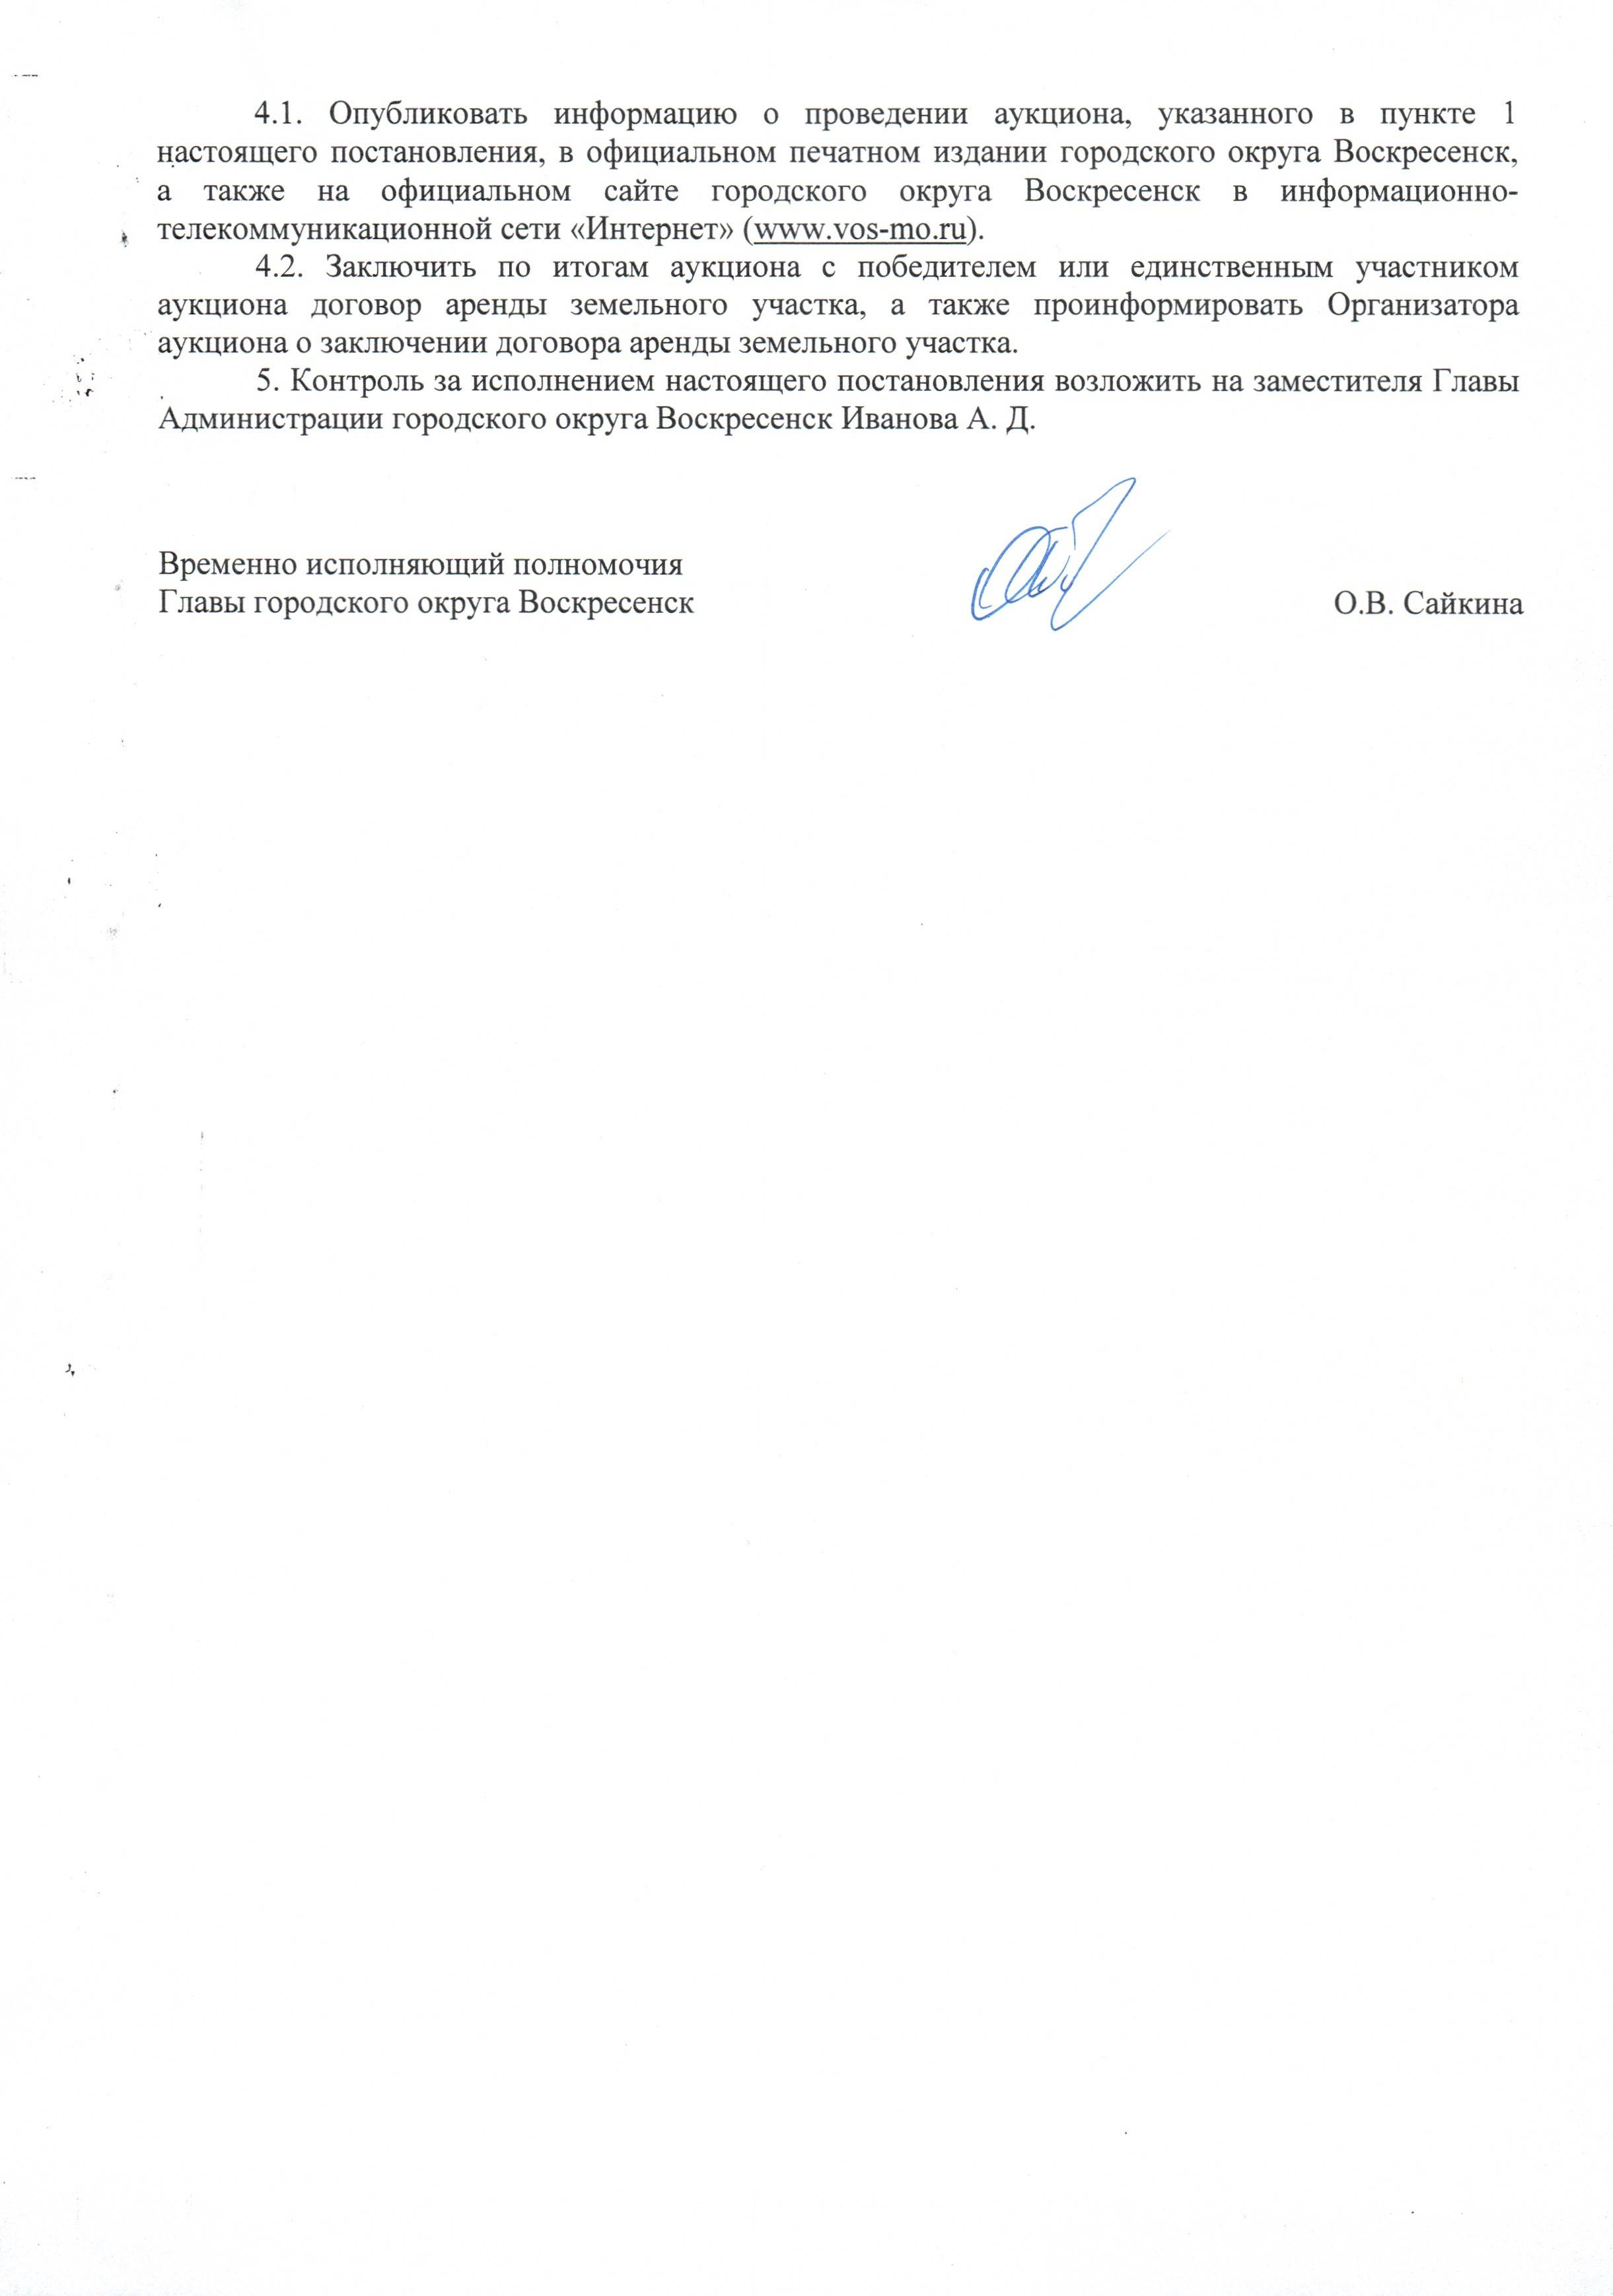 4.1. Опубликовать информацию о проведении аукциона, указанного в пункте 1
настоящего постановления, в официальном печатном издании городского округа Воскресенск,
а также на официальном сайте городского округа Воскресенск в информационно-
телекоммуникационной сети «Интернет» (www.vos-mo.ru).
4.2. Заключить по итогам аукциона с победителем или единственным участником
аукциона договор аренды земельного участка, а также проинформировать Организатора
аукциона о заключении договора аренды земельного участка.
5. Контроль за исполнением настоящего постановления возложить на заместителя Главы
Администрации городского округа Воскресенск Иванова А. Д.
Временно исполняющий полномочия
Главы городского округа Воскресенск О.В. Сайкина